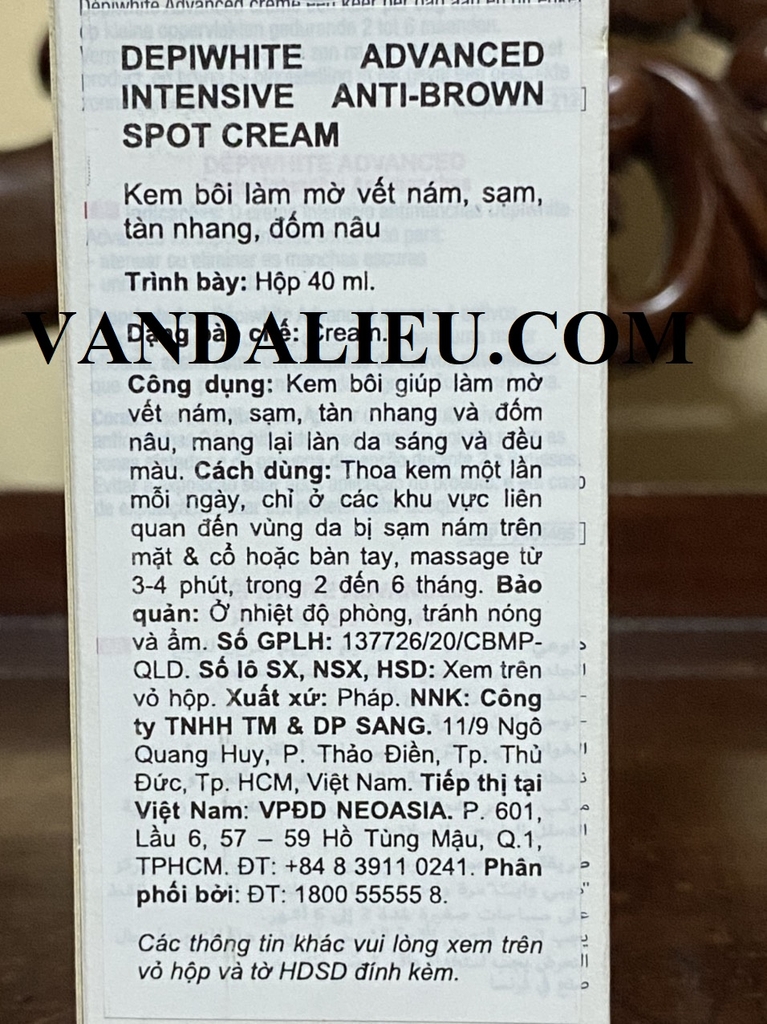 DEPIWHITE ADVANCED
INTENSIVE ANTI-BROWN
SPOT CREAM
Kem bôi làm mờ vết nám, sạm,
tàn nhang, đốm nâu
Trình bày: Hộp 40 ml.
VANDALIEU.COM
Dạng bào chế: Cream.
Công dụng: Kem bôi giúp làm mờ
vết nám, sạm, tàn nhang và đốm
nâu, mang lại làn da sáng và đều
màu. Cách dùng: Thoa kem một lần
mỗi ngày, chỉ ở các khu vực liên
quan đến vùng da bị sạm nám trên
mặt & cổ hoặc bàn tay, massage từ
3-4 phút, trong 2 đến 6 tháng. Bảo
quản: Ở nhiệt độ phòng, tránh nóng
và ẩm. Số GPLH: 137726/20/CBMP-
QLD. Số lô SX, NSX, HSD: Xem trên
vỏ hộp. Xuất xứ: Pháp. NNK: Công
ty TNHH TM & DP SANG. 11/9 Ngô
Quang Huy, P. Thảo Điền, Tp. Thủ
Đức, Tp. HCM, Việt Nam. Tiếp thị tại
Việt Nam: VPĐD NEOASIA. P. 601,
Lầu 6, 57 – 59 Hồ Tùng Mậu, Q.1,
TPHCM. ĐT: +84 8 3911 0241. Phân
phối bởi: ĐT: 1800 55555 8.
Các thông tin khác vui lòng xem trên
vỏ hộp và tờ HDSD đính kèm.